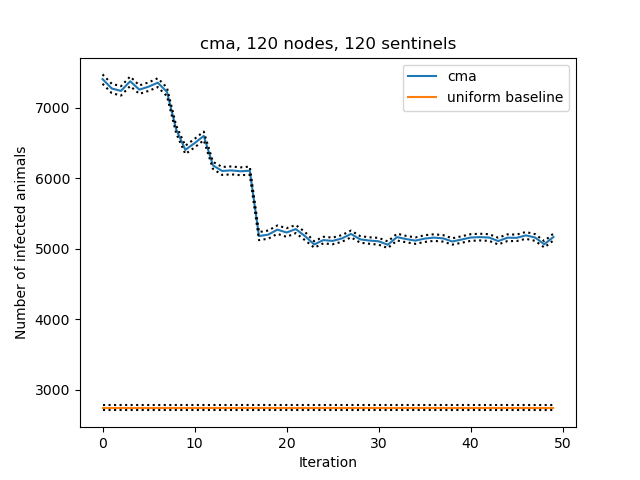 cma, 120 nodes, 120 sentinels
cma
uniform baseline
Number of infected animals
7000
6000
5000
4000
3000
0 10 20 30 40 50
Iteration